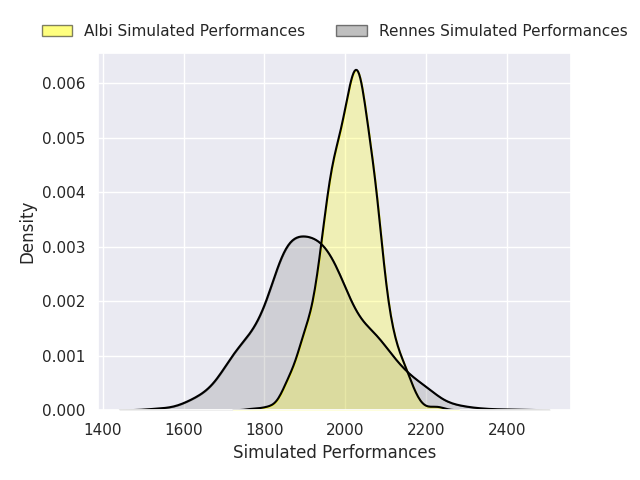 Albi Simulated Performances
Rennes Simulated Performances
0.006
0.005
0.004
0.003
0.002
0.001
0.000
Density
1400 1600 1800 2000 2200 2400
Simulated Performances